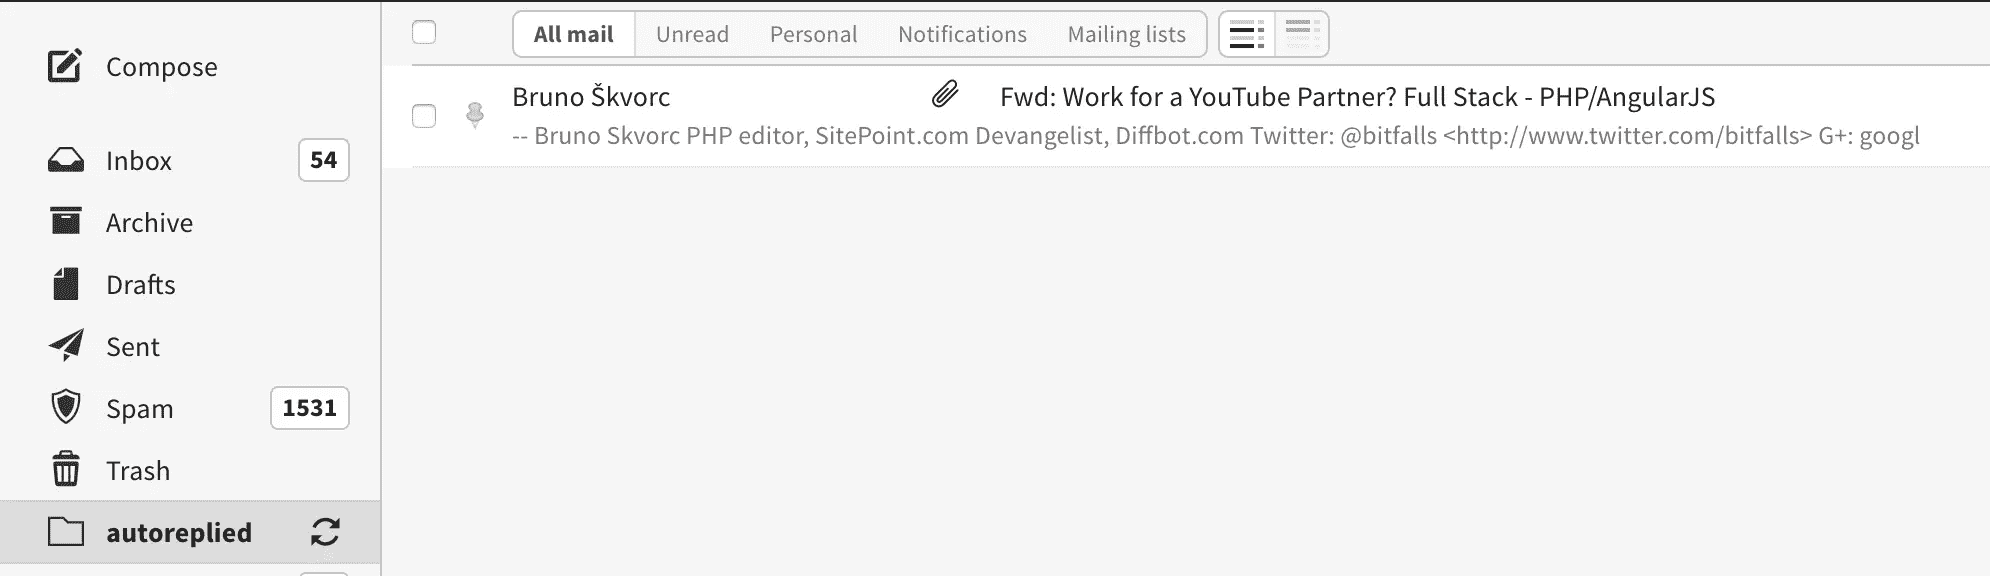 Compose
Inbox 54
Archive
Drafts
Sent
Spam 1531
Trash
autoreplied
All mail Unread Personal Notifications Mailing lists
Bruno Škvorc Fwd: Work for a YouTube Partner? Full Stack - PHP/AngularJS
-- Bruno Skvorc PHP editor, SitePoint.com Devangelist, Diffbot.com Twitter: @bitfalls <http://www.twitter.com/bitfalls> G+: googl